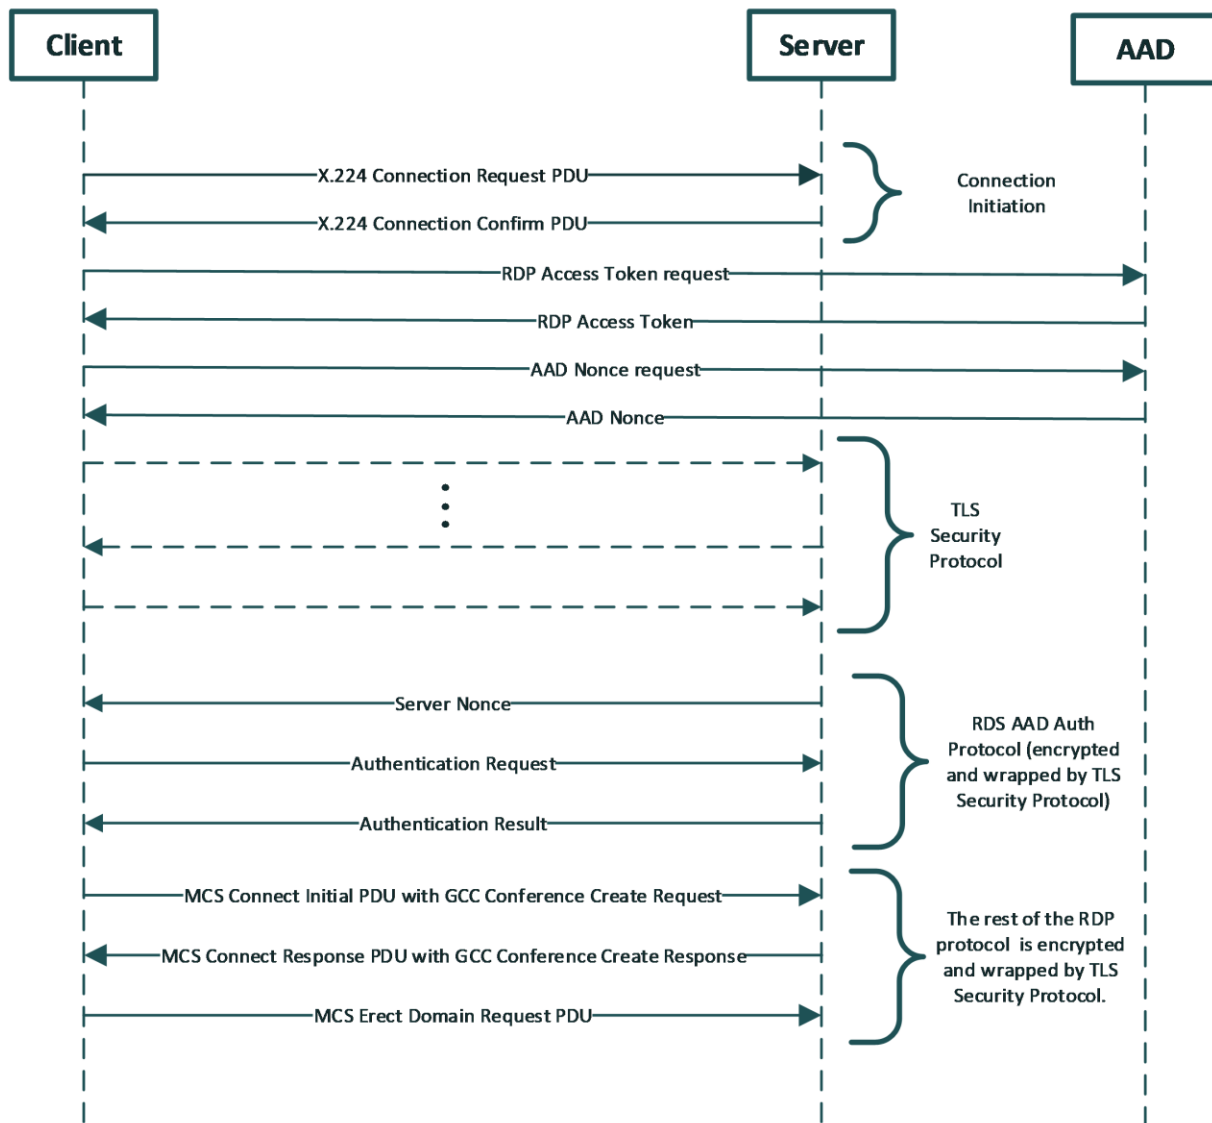 Client
Server
AAD
X.224 Connection Request PDU
Connection
Initiation
X.224 Connection Confirm PDU
RDP Access Token request
RDP Access Token
AAD Nonce request
AAD Nonce
TLS
Security
Protocol
Server Nonce
RDS AAD Auth
Protocol (encrypted
and wrapped by TLS
Security Protocol)
Authentication Request
Authentication Result
MCS Connect Initial PDU with GCC Conference Create Request
MCS Connect Response PDU with GCC Conference Create Response
The rest of the RDP
protocol is encrypted
and wrapped by TLS
Security Protocol.
MCS Erect Domain Request PDU